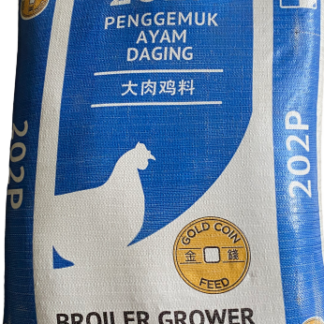 PENGGEMUK
AYAM
DAGING
大肉鸡料
202P
202P
GOLD COIN
金 錢
FEED
BROILER GROWER